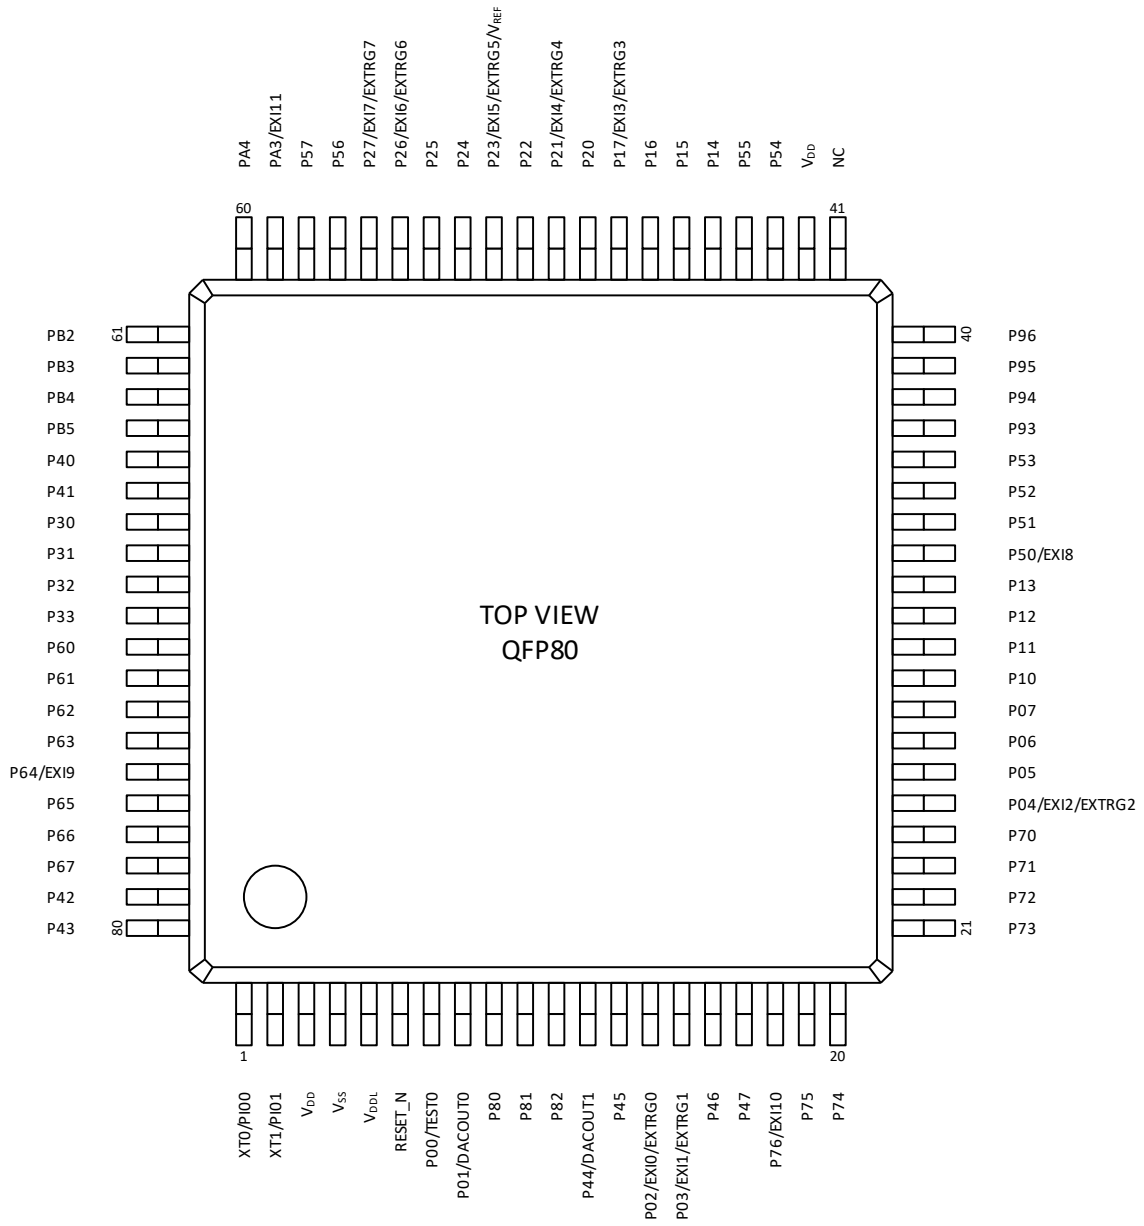 PA4
PA3/EXI11
P57
P56
P27/EXI7/EXTRG7
P26/EXI6/EXTRG6
P25
P24
P23/EXI5/EXTRG5/VREF
P22
P21/EXI4/EXTRG4
P20
P17/EXI3/EXTRG3
P16
P15
P14
P55
P54
VDD
NC
60
41
PB2
61
PB3
PB4
PB5
P40
P41
P30
P31
P32
P33
P60
P61
P62
P63
P64/EXI9
P65
P66
P67
P42
P43
80
TOP VIEW
QFP80
40
P96
P95
P94
P93
P53
P52
P51
P50/EXI8
P13
P12
P11
P10
P07
P06
P05
P04/EXI2/EXTRG2
P70
P71
P72
21
P73
1
20
XT0/PI00
XT1/PI01
VDD
VSS
VDDL
RESET_N
P00/TEST0
P01/DACOUT0
P80
P81
P82
P44/DACOUT1
P45
P02/EXI0/EXTRG0
P03/EXI1/EXTRG1
P46
P47
P76/EXI10
P75
P74